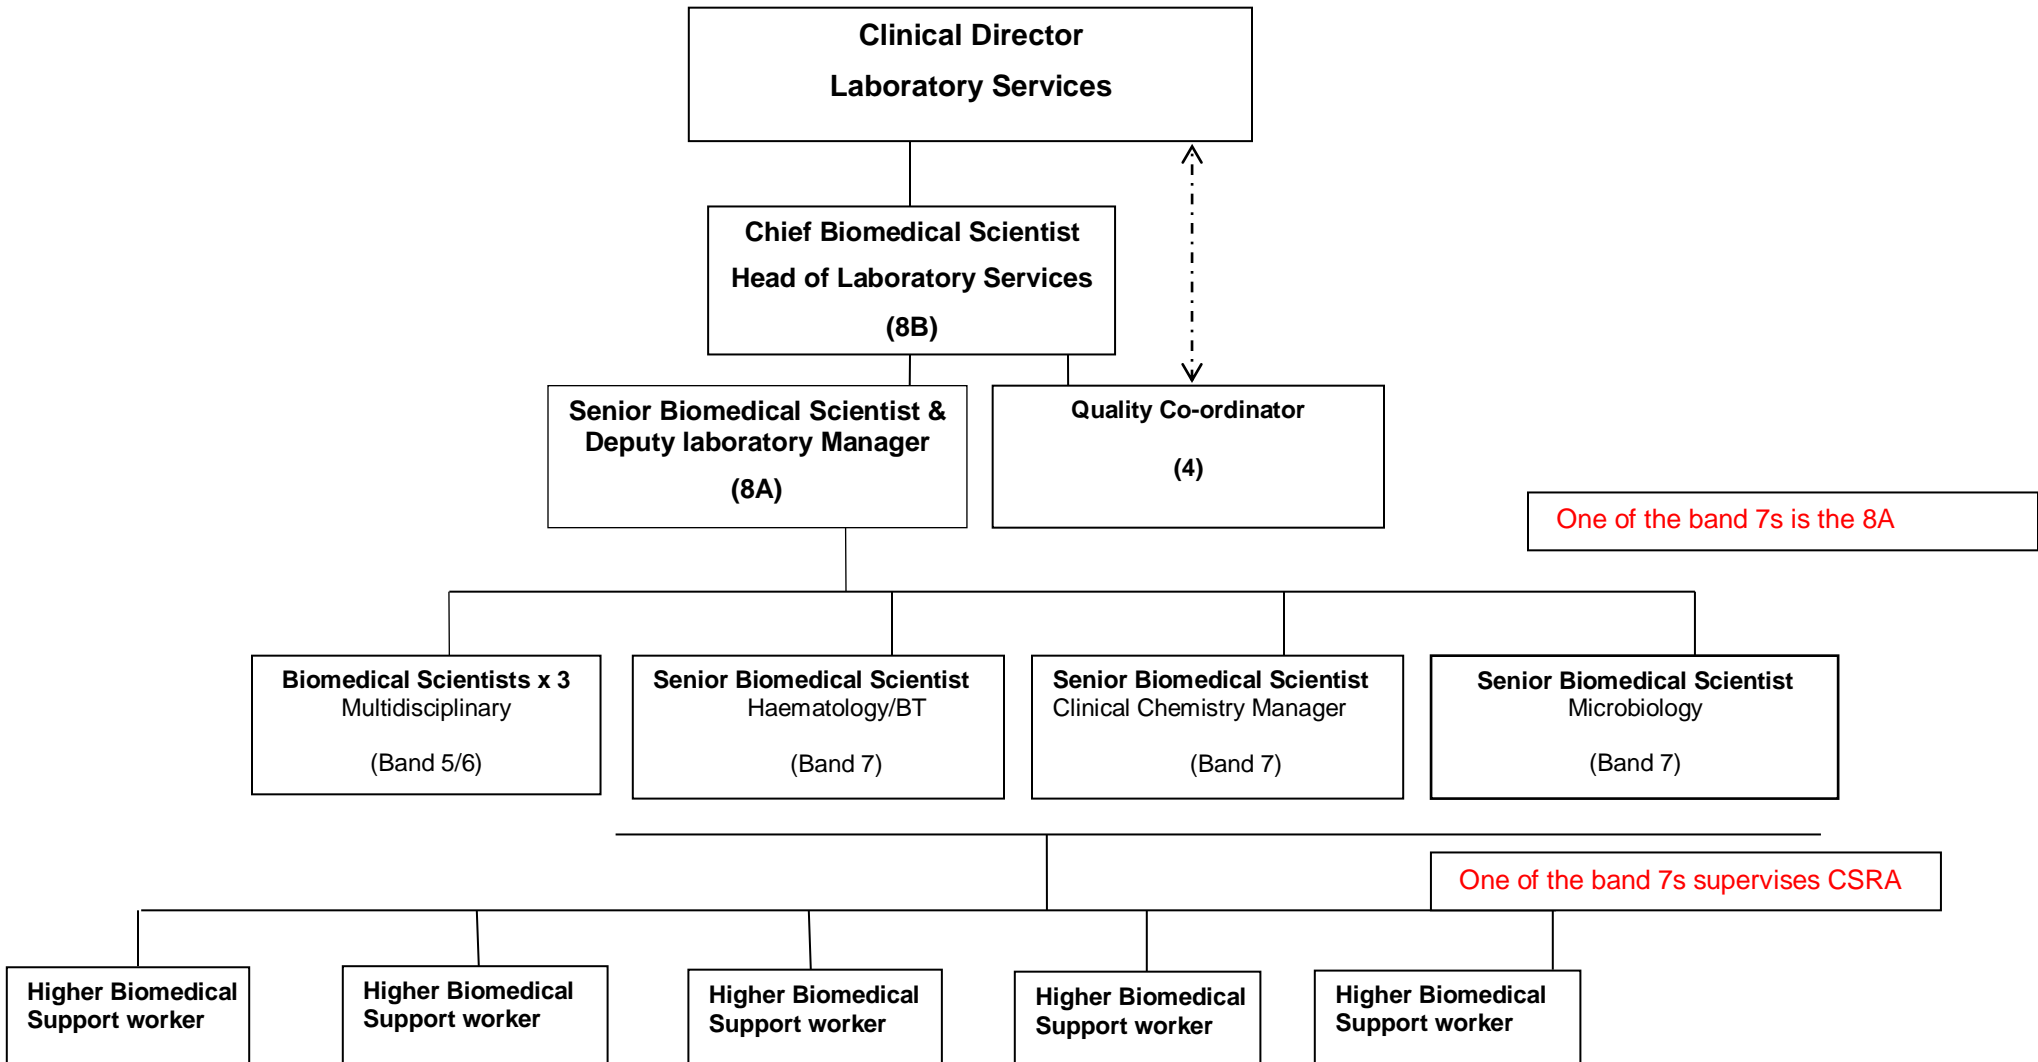 Clinical Director
Laboratory Services
Chief Biomedical Scientist
Head of Laboratory Services
(8B)
Senior Biomedical Scientist &
Deputy laboratory Manager
(8A)
Quality Co-ordinator
(4)
One of the band 7s is the 8A
Biomedical Scientists x 3
Multidisciplinary
(Band 5/6)
Senior Biomedical Scientist
Haematology/BT
(Band 7)
Senior Biomedical Scientist
Clinical Chemistry Manager
(Band 7)
Senior Biomedical Scientist
Microbiology
(Band 7)
One of the band 7s supervises CSRA
Higher Biomedical
Support worker
Higher Biomedical
Support worker
Higher Biomedical
Support worker
Higher Biomedical
Support worker
Higher Biomedical
Support worker